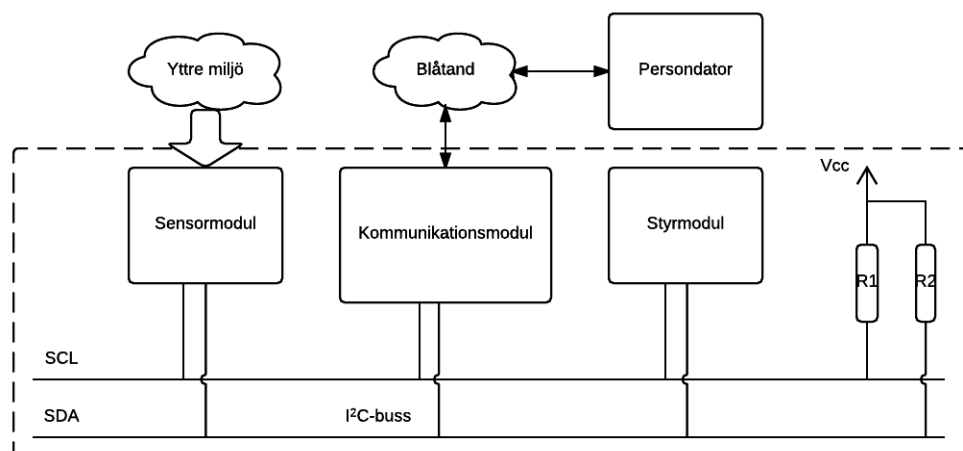 Yttre miljö
Blåtand
Persondator
Vcc
Sensormodul
Kommunikationsmodul
Styrmodul
R1
R2
SCL
SDA
I²C-buss